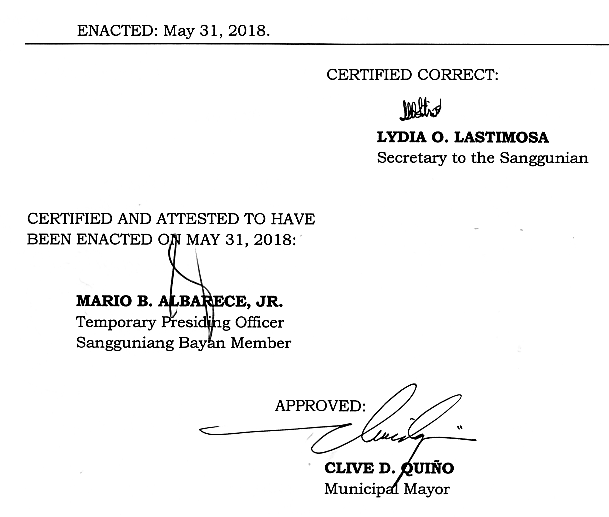 ENACTED: May 31, 2018.
CERTIFIED CORRECT:
LYDIA O. LASTIMOSA
Secretary to the Sanggunian
CERTIFIED AND ATTESTED TO HAVE
BEEN ENACTED ON MAY 31, 2018:
MARIO B. ALBARECE, JR.
Temporary Presiding Officer
Sangguniang Bayan Member
APPROVED:
CLIVE D. QUIÑO
Municipal Mayor